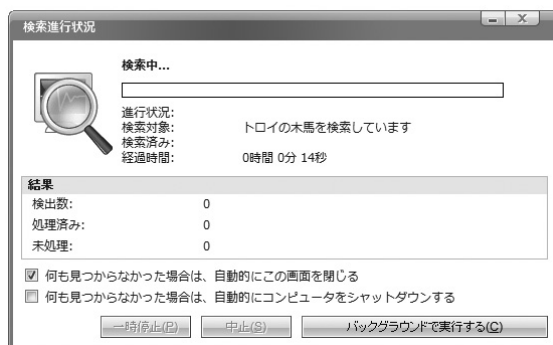 検索進行状況
検索中...
進行状況:
検索対象: トロイの木馬を検索しています
検索済み:
経過時間: 0時間 0分 14秒
結果
検出数: 0
処理済み: 0
未処理: 0
何も見つからなかった場合は、自動的にこの画面を閉じる
何も見つからなかった場合は、自動的にコンピュータをシャットダウンする
一時停止(P) 中止(S) バックグラウンドで実行する(C)